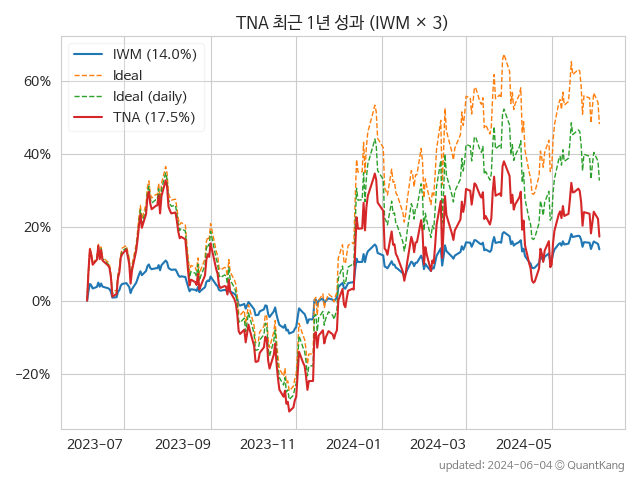 TNA 최근 1년 성과 (IWM × 3)
IWM (14.0%)
Ideal
Ideal (daily)
TNA (17.5%)
60%
40%
20%
0%
−20%
2023−07
2023−09
2023−11
2024−01
2024−03
2024−05
updated: 2024-06-04 © QuantKang